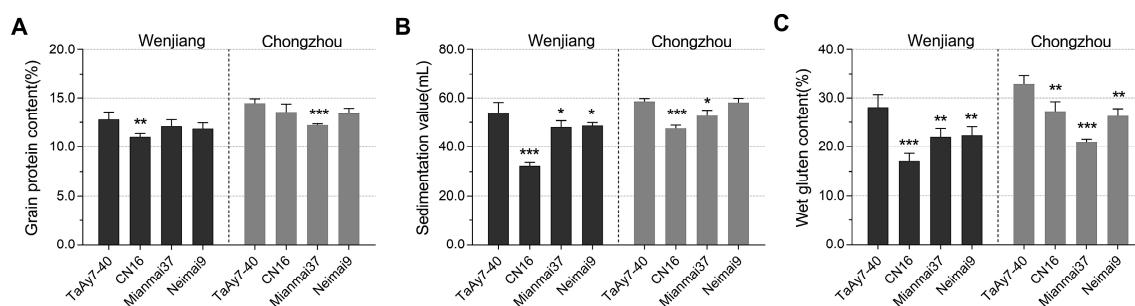 A
Wenjiang
Chongzhou
Grain protein content(%)
20.0
15.0
10.0
5.0
0.0
**
***
TaAy7-40
CN16
Mianmai37
Neimai9
TaAy7-40
CN16
Mianmai37
Neimai9
B
Wenjiang
Chongzhou
Sedimentation value(mL)
80.0
60.0
40.0
20.0
0.0
***
*
*
***
*
TaAy7-40
CN16
Mianmai37
Neimai9
TaAy7-40
CN16
Mianmai37
Neimai9
C
Wenjiang
Chongzhou
Wet gluten content(%)
40.0
30.0
20.0
10.0
0.0
***
**
**
**
***
**
TaAy7-40
CN16
Mianmai37
Neimai9
TaAy7-40
CN16
Mianmai37
Neimai9